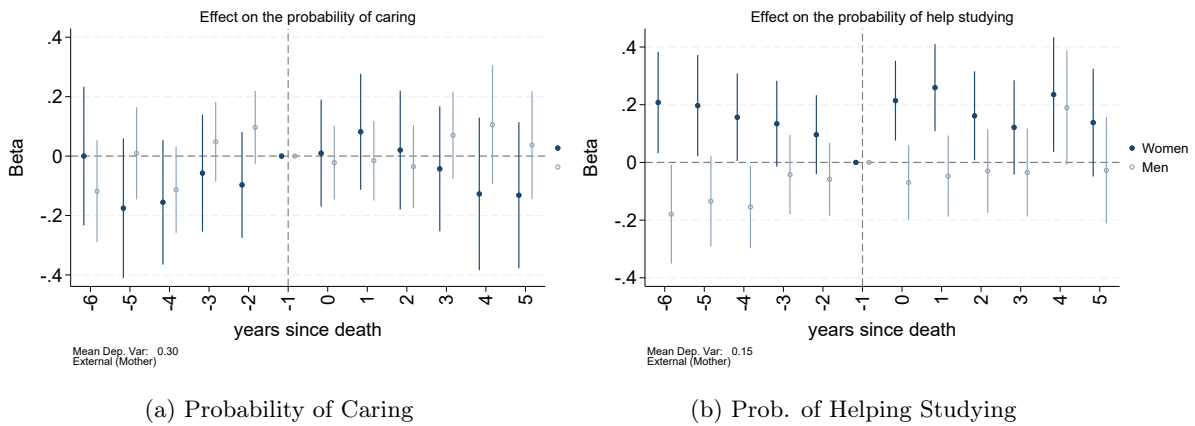 Effect on the probability of caring
.4
.2
0
-.2
-.4
Beta
-6 -5 -4 -3 -2 -1 0 1 2 3 4 5
years since death
Mean Dep. Var: 0.30
External (Mother)
(a) Probability of Caring
Effect on the probability of help studying
.4
.2
0
-.2
-.4
Beta
-6 -5 -4 -3 -2 -1 0 1 2 3 4 5
years since death
Women
Men
Mean Dep. Var: 0.15
External (Mother)
(b) Prob. of Helping Studying